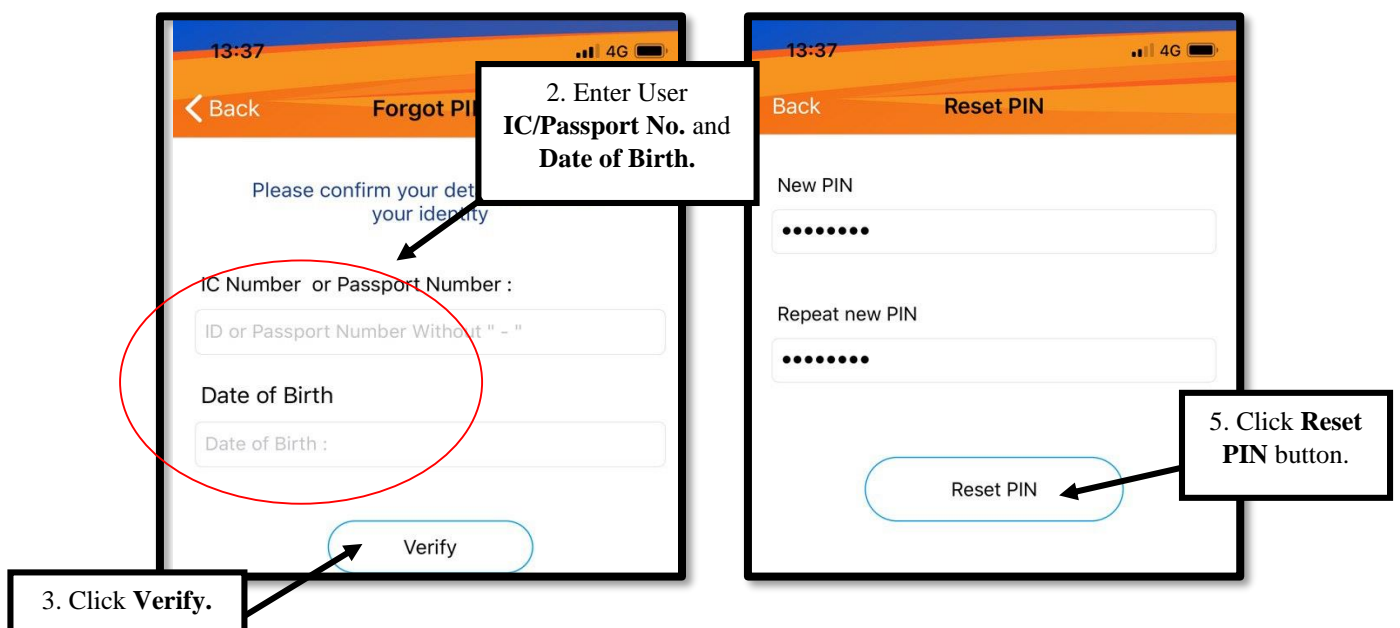 13:37
4G
Back
Forgot PI
2. Enter User
IC/Passport No. and
Date of Birth.
Please confirm your det
your identity
IC Number or Passport Number :
ID or Passport Number Without " - "
Date of Birth
Date of Birth :
Verify
3. Click Verify.
13:37
4G
Back
Reset PIN
New PIN
••••••••
Repeat new PIN
••••••••
5. Click Reset
PIN button.
Reset PIN